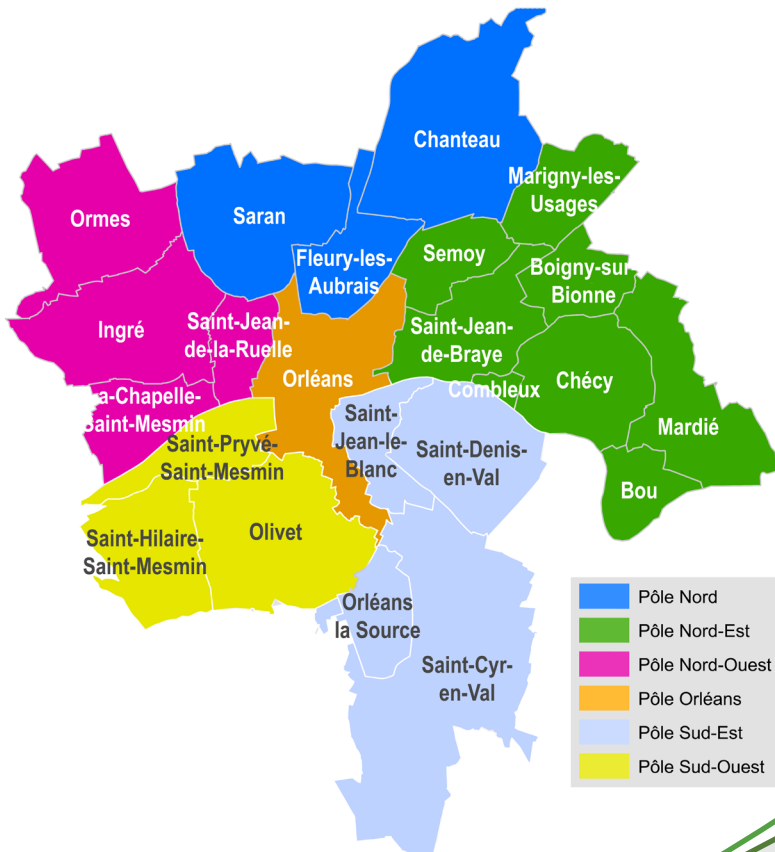 Chanteau
Marigny-les-
Usages
Ormes
Saran
Semoy
Fleury-les-
Aubrais
Boigny-sur
Bionne
Ingré
Saint-Jean-
de-la-Ruelle
Saint-Jean-
de-Braye
Orléans
Combleux
Chécy
La-Chapelle-
Saint-Mesmin
Saint-
Jean-le-
Blanc
Mardié
Saint-Pryvé-
Saint-Mesmin
Saint-Denis-
en-Val
Bou
Saint-Hilaire-
Saint-Mesmin
Olivet
Orléans
la Source
Saint-Cyr-
en-Val
Pôle Nord
Pôle Nord-Est
Pôle Nord-Ouest
Pôle Orléans
Pôle Sud-Est
Pôle Sud-Ouest